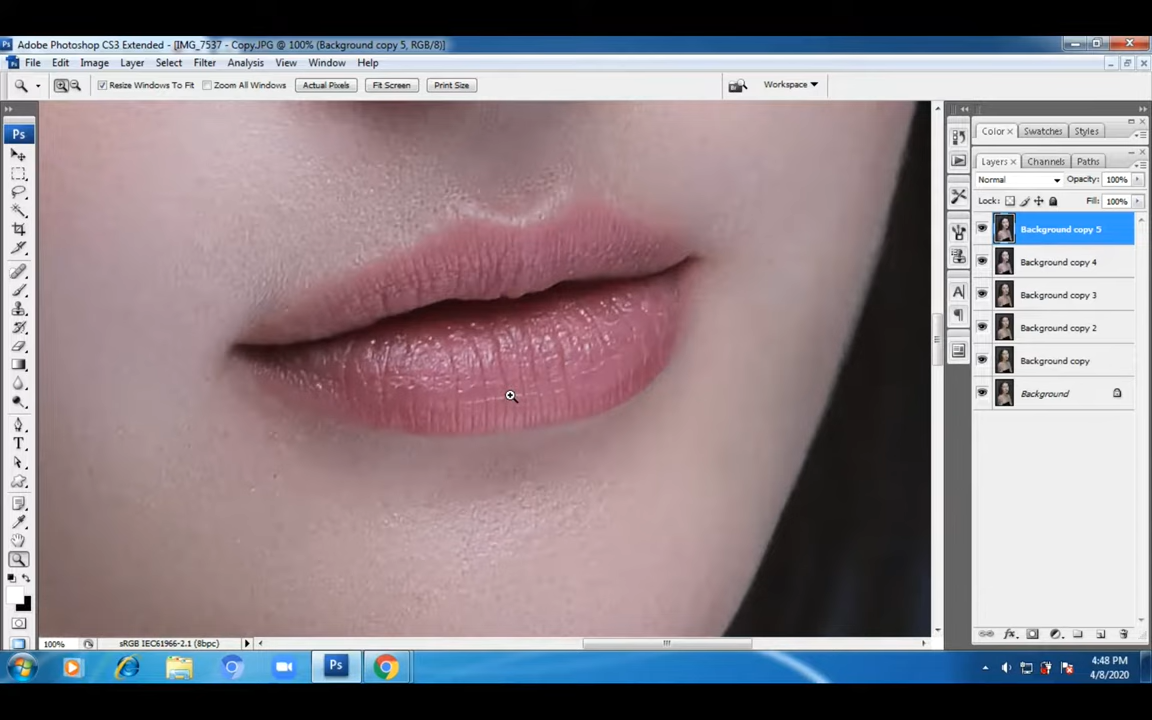 Adobe Photoshop CS3 Extended - [IMG_7537 - Copy.JPG @ 100% (Background copy 5, RGB/8)]
File Edit Image Layer Select Filter Analysis View Window Help
Resize Windows To Fit Zoom All Windows Actual Pixels Fit Screen Print Size Workspace
Ps
Color × Swatches Styles
Layers × Channels Paths
Normal Opacity: 100%
Lock: Fill: 100%
Background copy 5
Background copy 4
Background copy 3
Background copy 2
Background copy
Background
100% sRGB IEC61966-2.1 (8bpc)
Ps
4:48 PM
4/8/2020